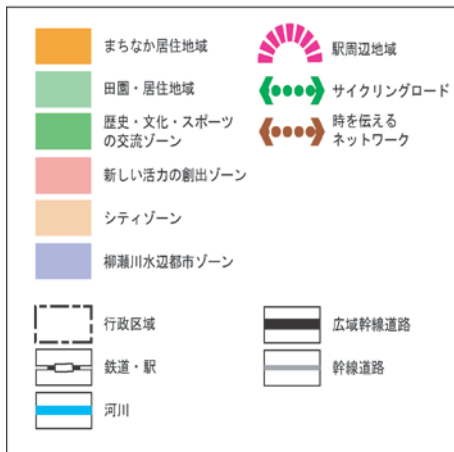 まちなか居住地域
田園・居住地域
歴史・文化・スポーツ
の交流ゾーン
新しい活力の創出ゾーン
シティゾーン
柳瀬川水辺都市ゾーン
行政区域
鉄道・駅
河川
駅周辺地域
サイクリングロード
時を伝える
ネットワーク
広域幹線道路
幹線道路